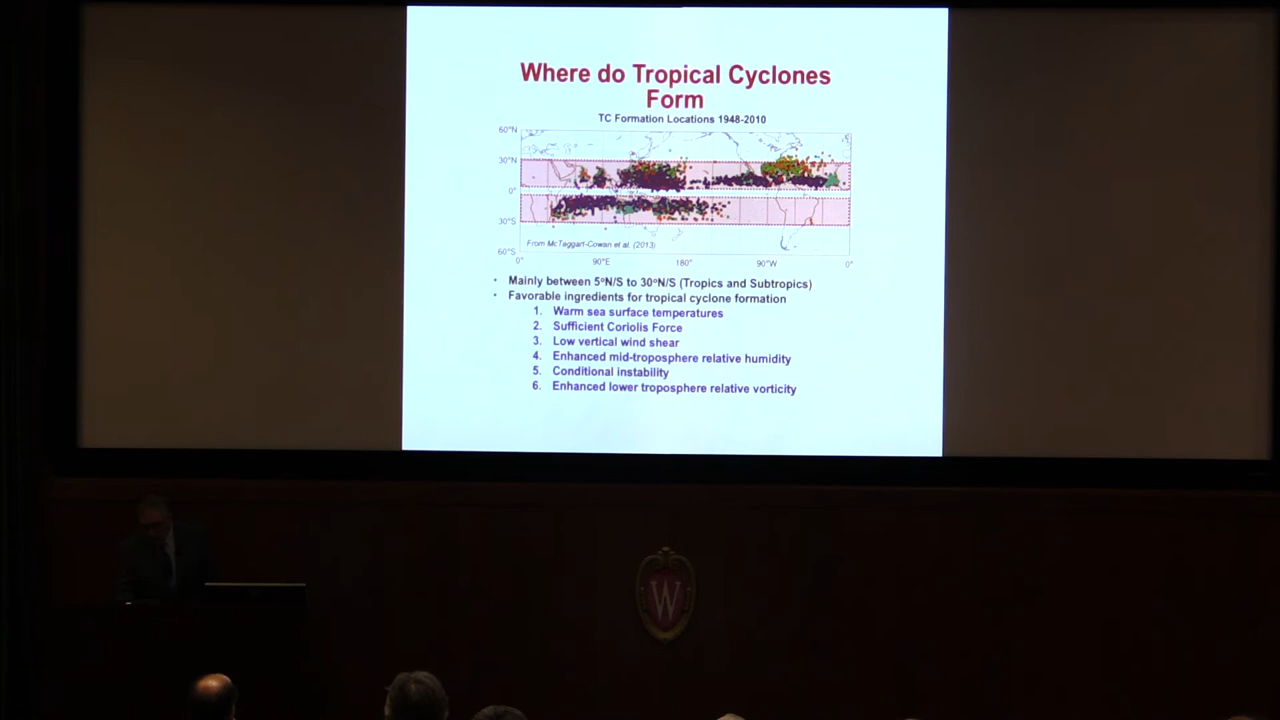 Where do Tropical Cyclones
Form
TC Formation Locations 1948-2010
60°N
30°N
0°
30°S
60°S
From McTaggart-Cowan et al. (2013)
0°
90°E
180°
90°W
0°
• Mainly between 5°N/S to 30°N/S (Tropics and Subtropics)
• Favorable ingredients for tropical cyclone formation
1. Warm sea surface temperatures
2. Sufficient Coriolis Force
3. Low vertical wind shear
4. Enhanced mid-troposphere relative humidity
5. Conditional instability
6. Enhanced lower troposphere relative vorticity
W